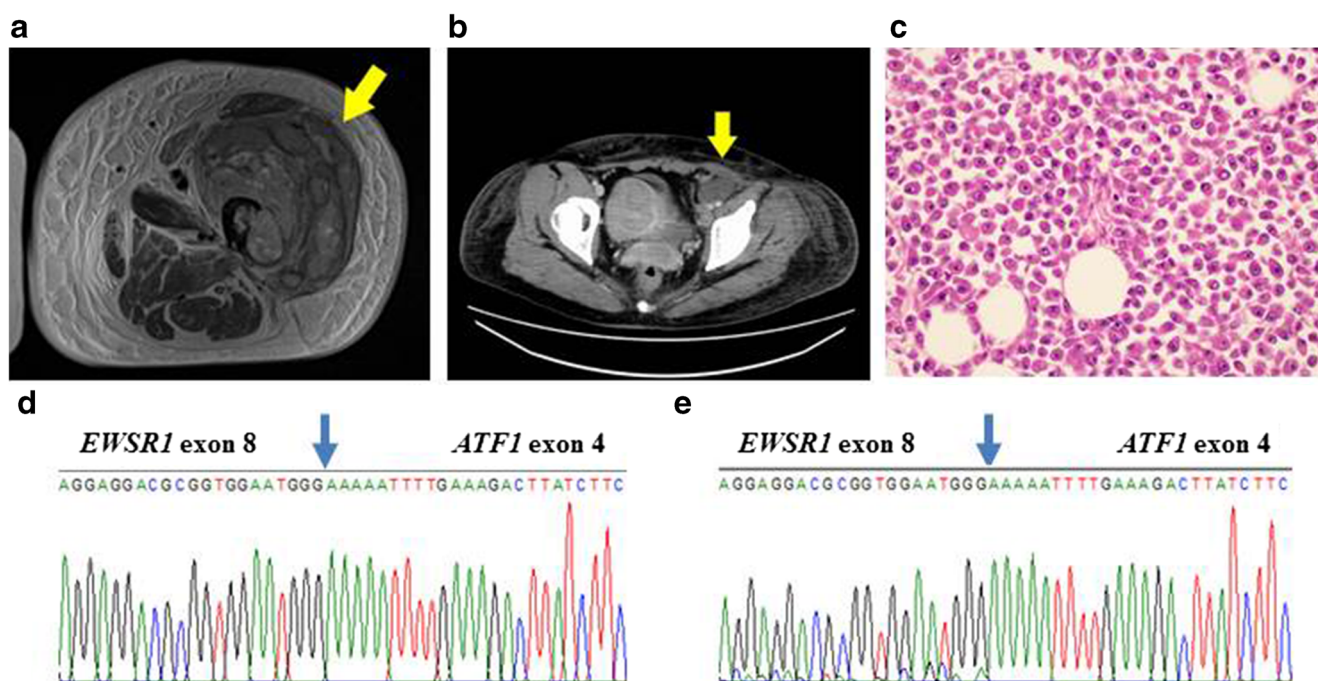 a
b
c
d
EWSR1 exon 8
ATF1 exon 4
AGGAGGACGCGGTGGAATGGGAAAAATTTTGAAAGACTTATCTTC
e
EWSR1 exon 8
ATF1 exon 4
AGGAGGACGCGGTGGAATGGGAAAAATTTTGAAAGACTTATCTTC